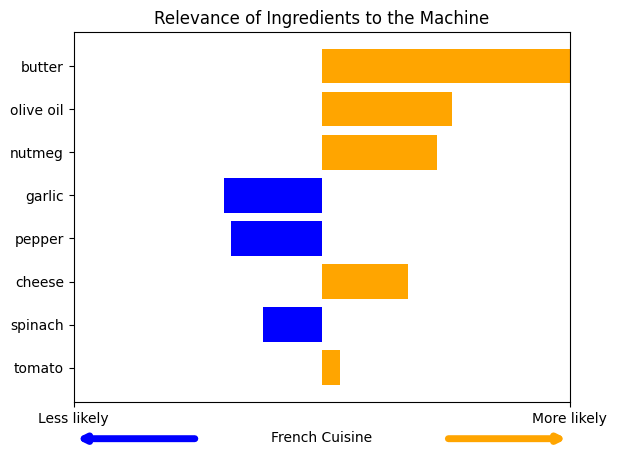 Relevance of Ingredients to the Machine
butter
olive oil
nutmeg
garlic
pepper
cheese
spinach
tomato
Less likely
More likely
French Cuisine